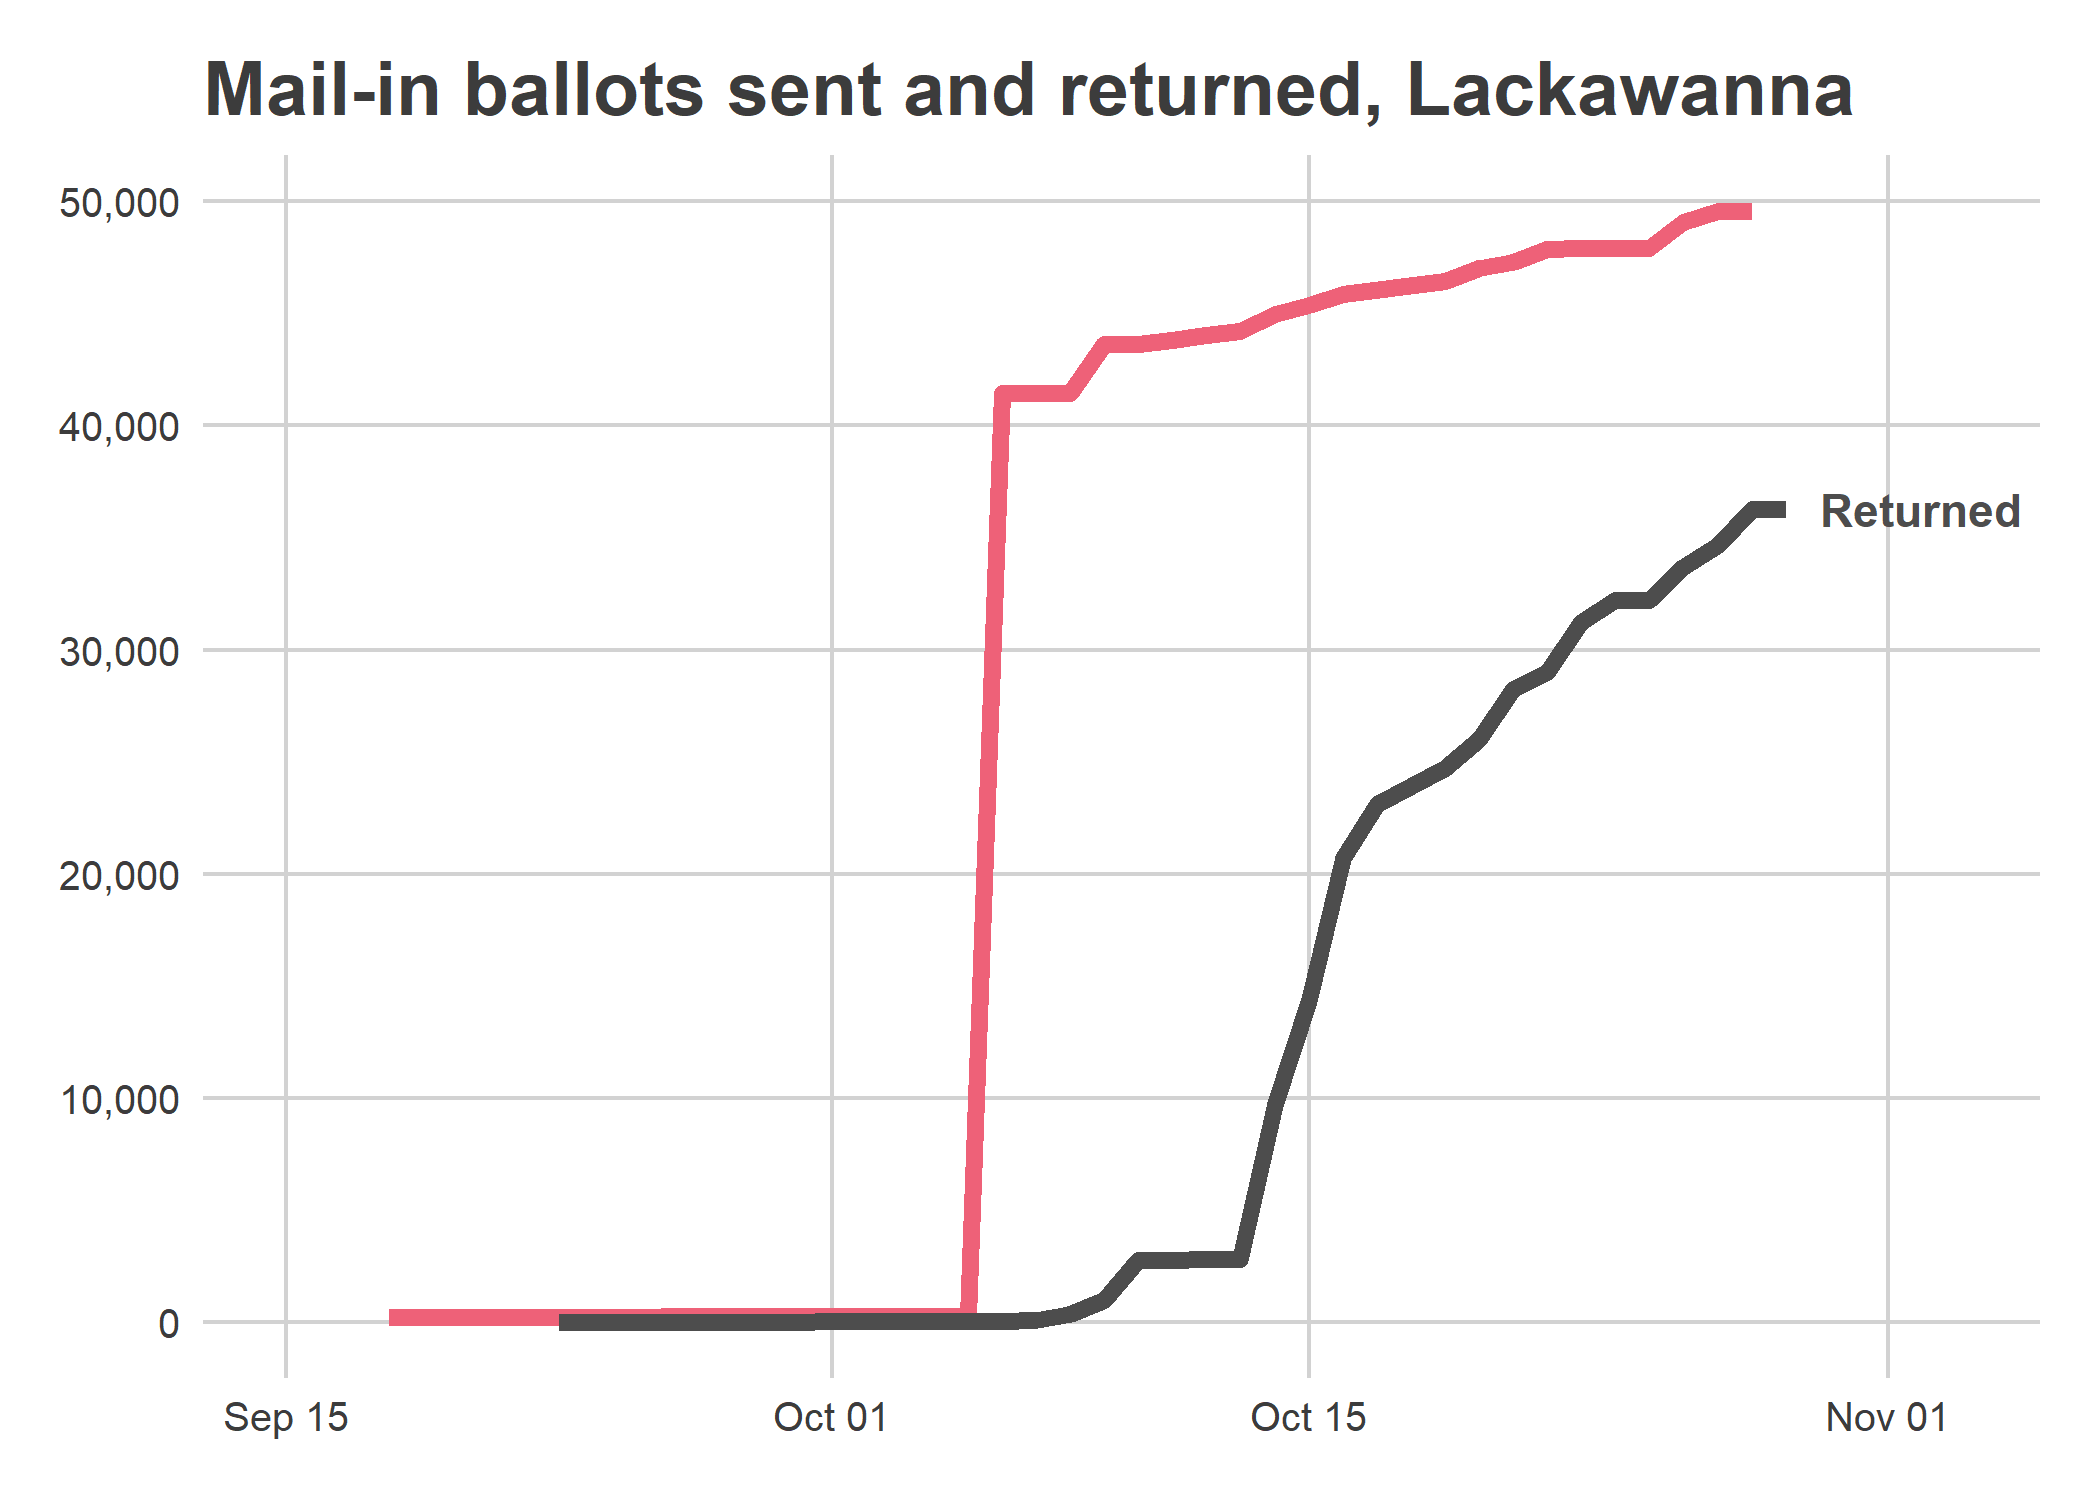 Mail-in ballots sent and returned, Lackawanna
50,000
40,000
Returned
30,000
20,000
10,000
0
Sep 15
Oct 01
Oct 15
Nov 01